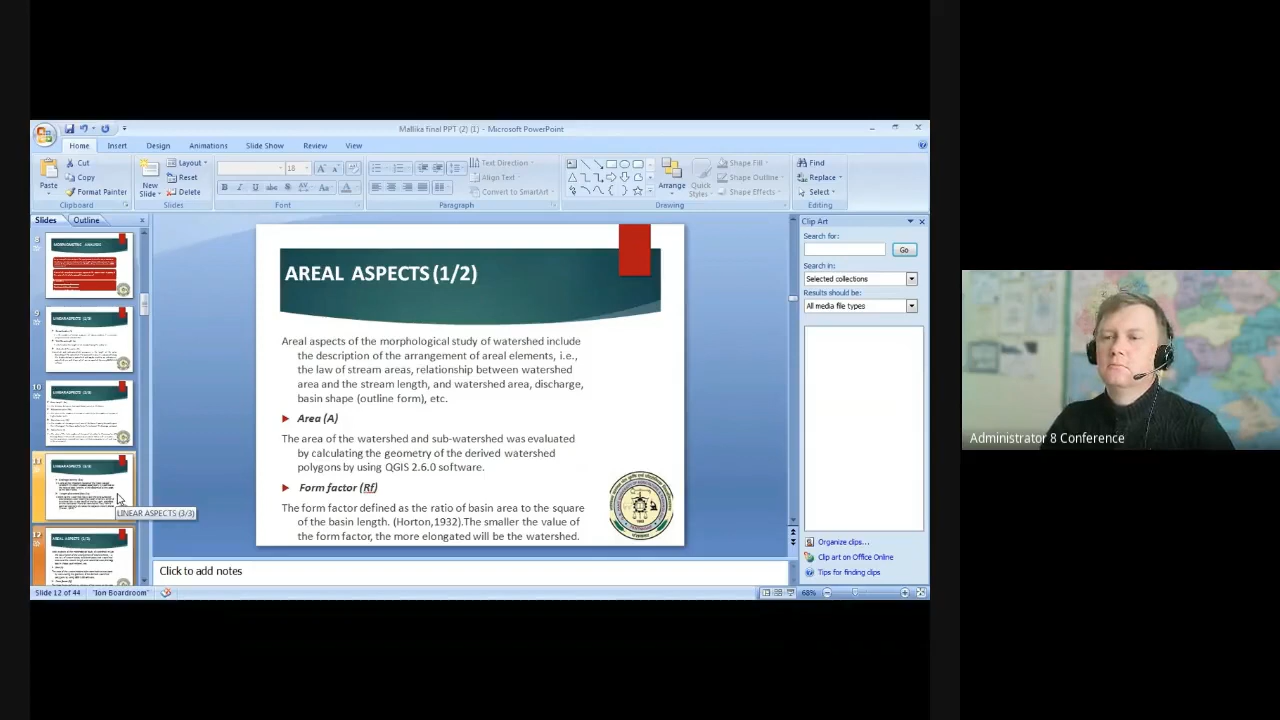 Mallika final PPT (2) (1) - Microsoft PowerPoint
Home Insert Design Slide Show Animations Review View
Cut
Copy
Format Painter
Paste
Clipboard
New
Slide
Layout
Reset
Delete
Slides
18
Font
Paragraph
Text Direction
Align Text
Convert to SmartArt
Arrange
Quick
Styles
Shape Fill
Shape Outline
Shape Effects
Drawing
Find
Replace
Select
Editing
Slides Outline
8
9
10
11
LINEAR ASPECTS (3/3)
12
AREAL ASPECTS (1/2)
Areal aspects of the morphological study of watershed include
the description of the arrangement of areal elements, i.e.,
the law of stream areas, relationship between watershed
area and the stream length, and watershed area, discharge,
basin shape (outline form), etc.
Area (A)
The area of the watershed and sub-watershed was evaluated
by calculating the geometry of the derived watershed
polygons by using QGIS 2.6.0 software.
Form factor (Rf)
The form factor defined as the ratio of basin area to the square
of the basin length. (Horton,1932).The smaller the value of
the form factor, the more elongated will be the watershed.
Click to add notes
Slide 12 of 44 "Ion Boardroom" 68%
Clip Art
Search for:
Go
Search in:
Selected collections
Results should be:
All media file types
Organize clips...
Clip art on Office Online
Tips for finding clips
Administrator 8 Conference